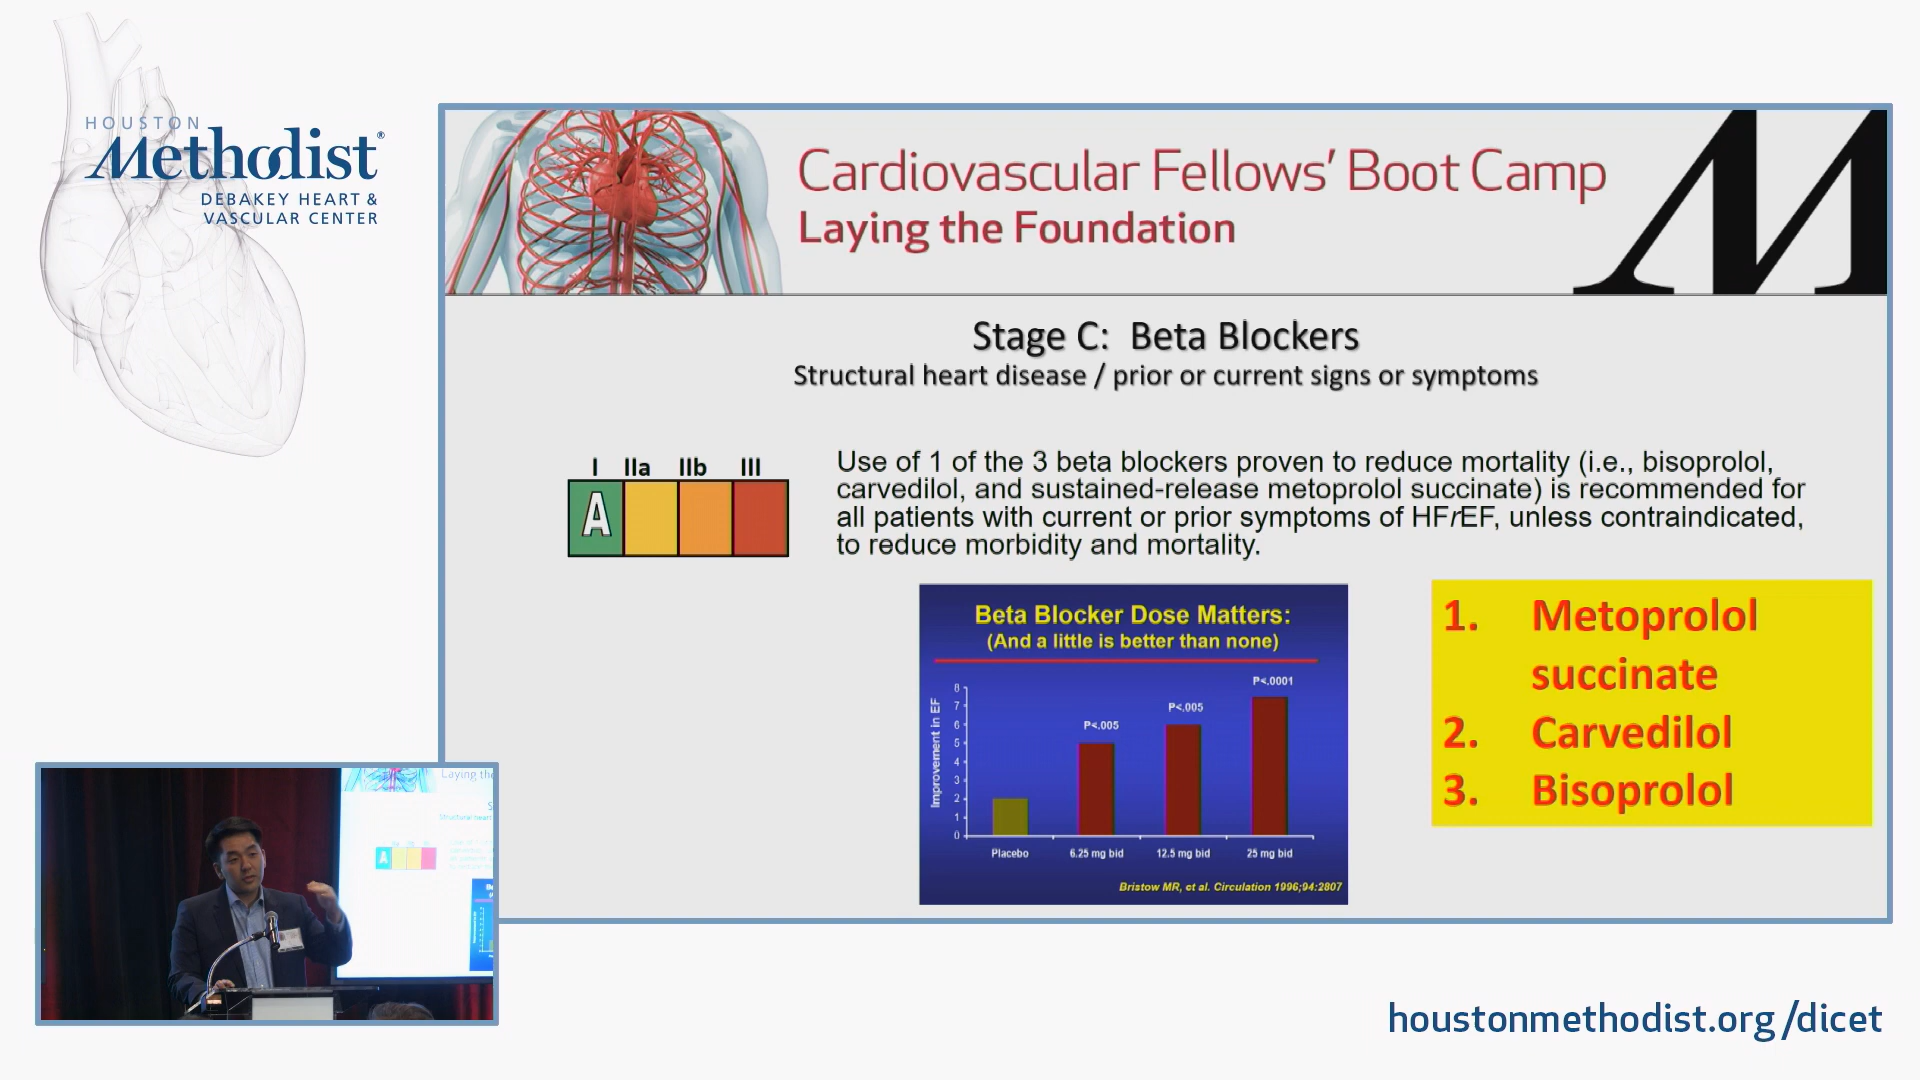 HOUSTON
Methodist®
DEBAKEY HEART &
VASCULAR CENTER
Cardiovascular Fellows' Boot Camp
Laying the Foundation
M
Stage C: Beta Blockers
Structural heart disease / prior or current signs or symptoms
I IIa IIb III
A
Use of 1 of the 3 beta blockers proven to reduce mortality (i.e., bisoprolol,
carvedilol, and sustained-release metoprolol succinate) is recommended for
all patients with current or prior symptoms of HFrEF, unless contraindicated,
to reduce morbidity and mortality.
Beta Blocker Dose Matters:
(And a little is better than none)
Improvement in EF
8
7
6
5
4
3
2
1
0
P<.005
P<.005
P<.0001
Placebo 6.25 mg bid 12.5 mg bid 25 mg bid
Bristow MR, et al. Circulation 1996;94:2807
1. Metoprolol
succinate
2. Carvedilol
3. Bisoprolol
Laying the
Structural heart
A
houstonmethodist.org/dicet